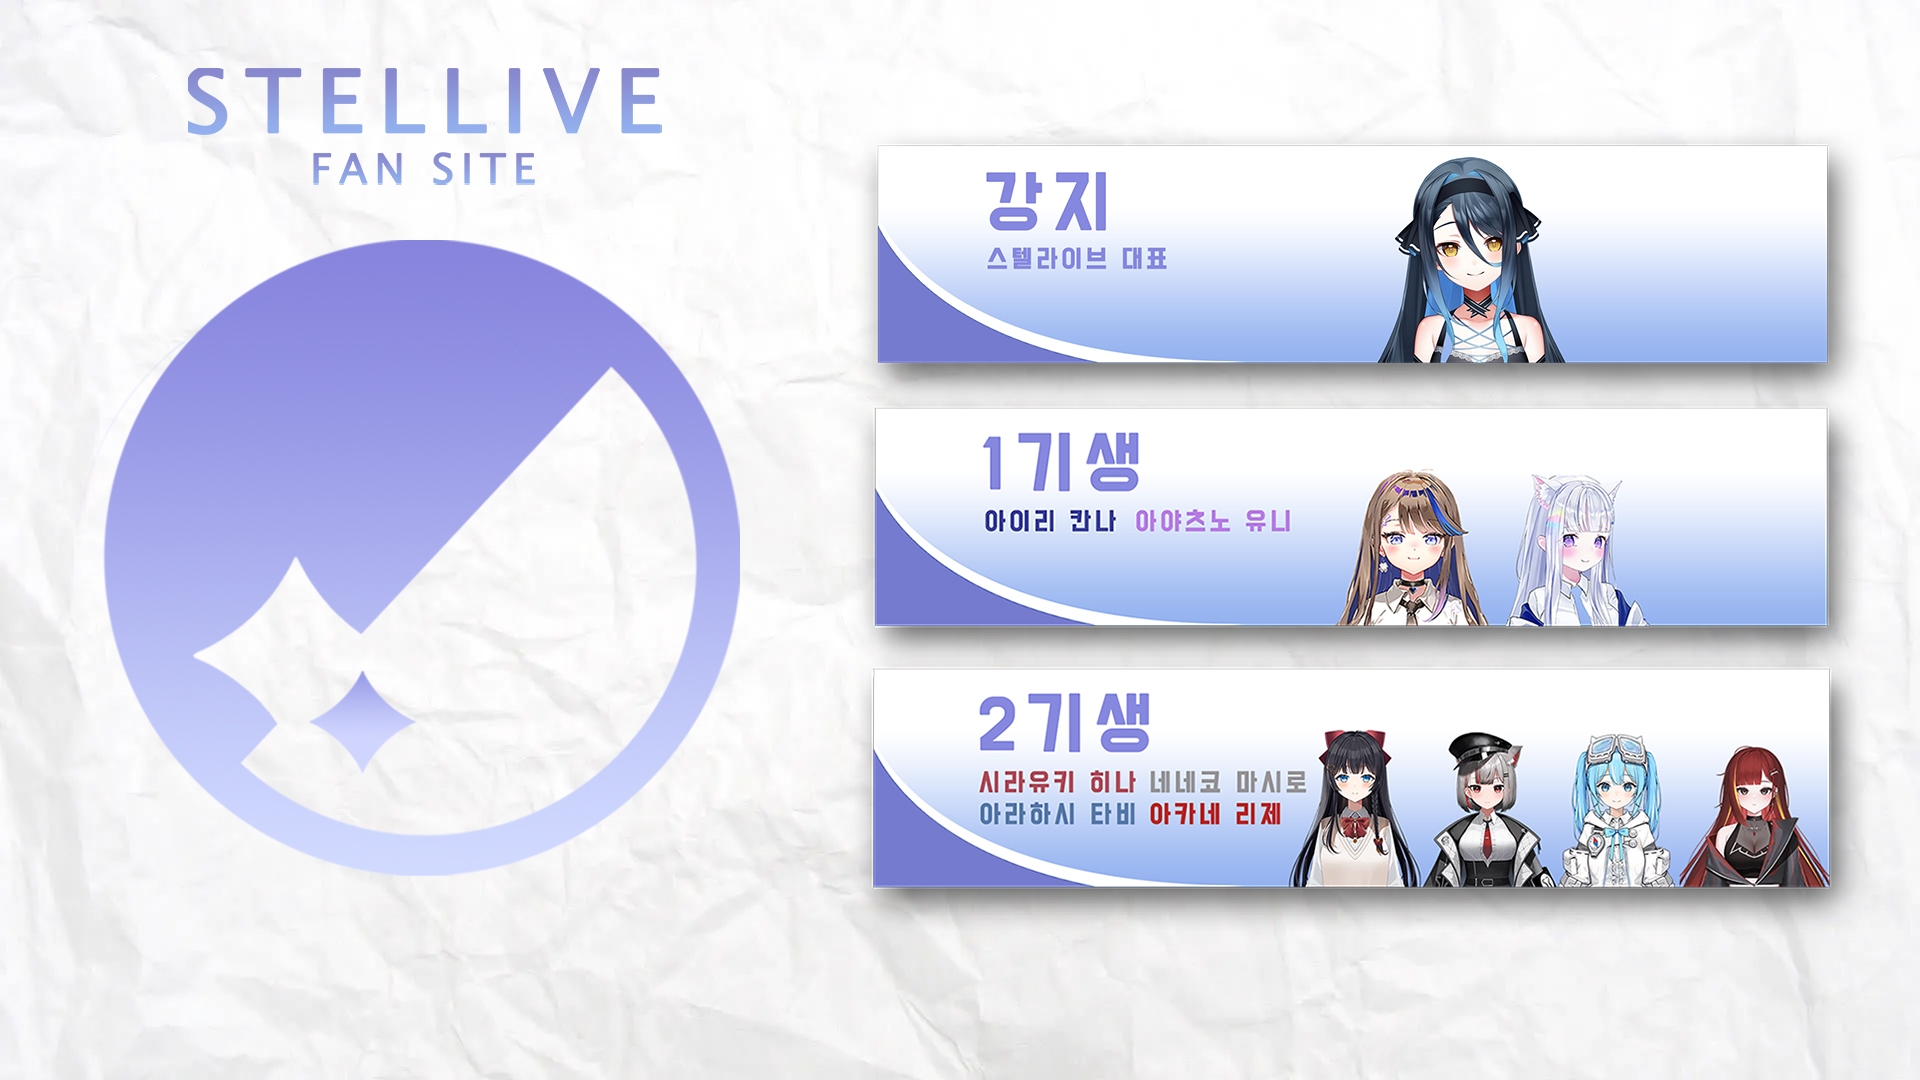 STELLIVE
FAN SITE
강지
스텔라이브 대표
1기생
아이리 칸나 아야츠노 유니
2기생
시라유키 히나 네네코 마시로
아라하시 타비 아카네 리제